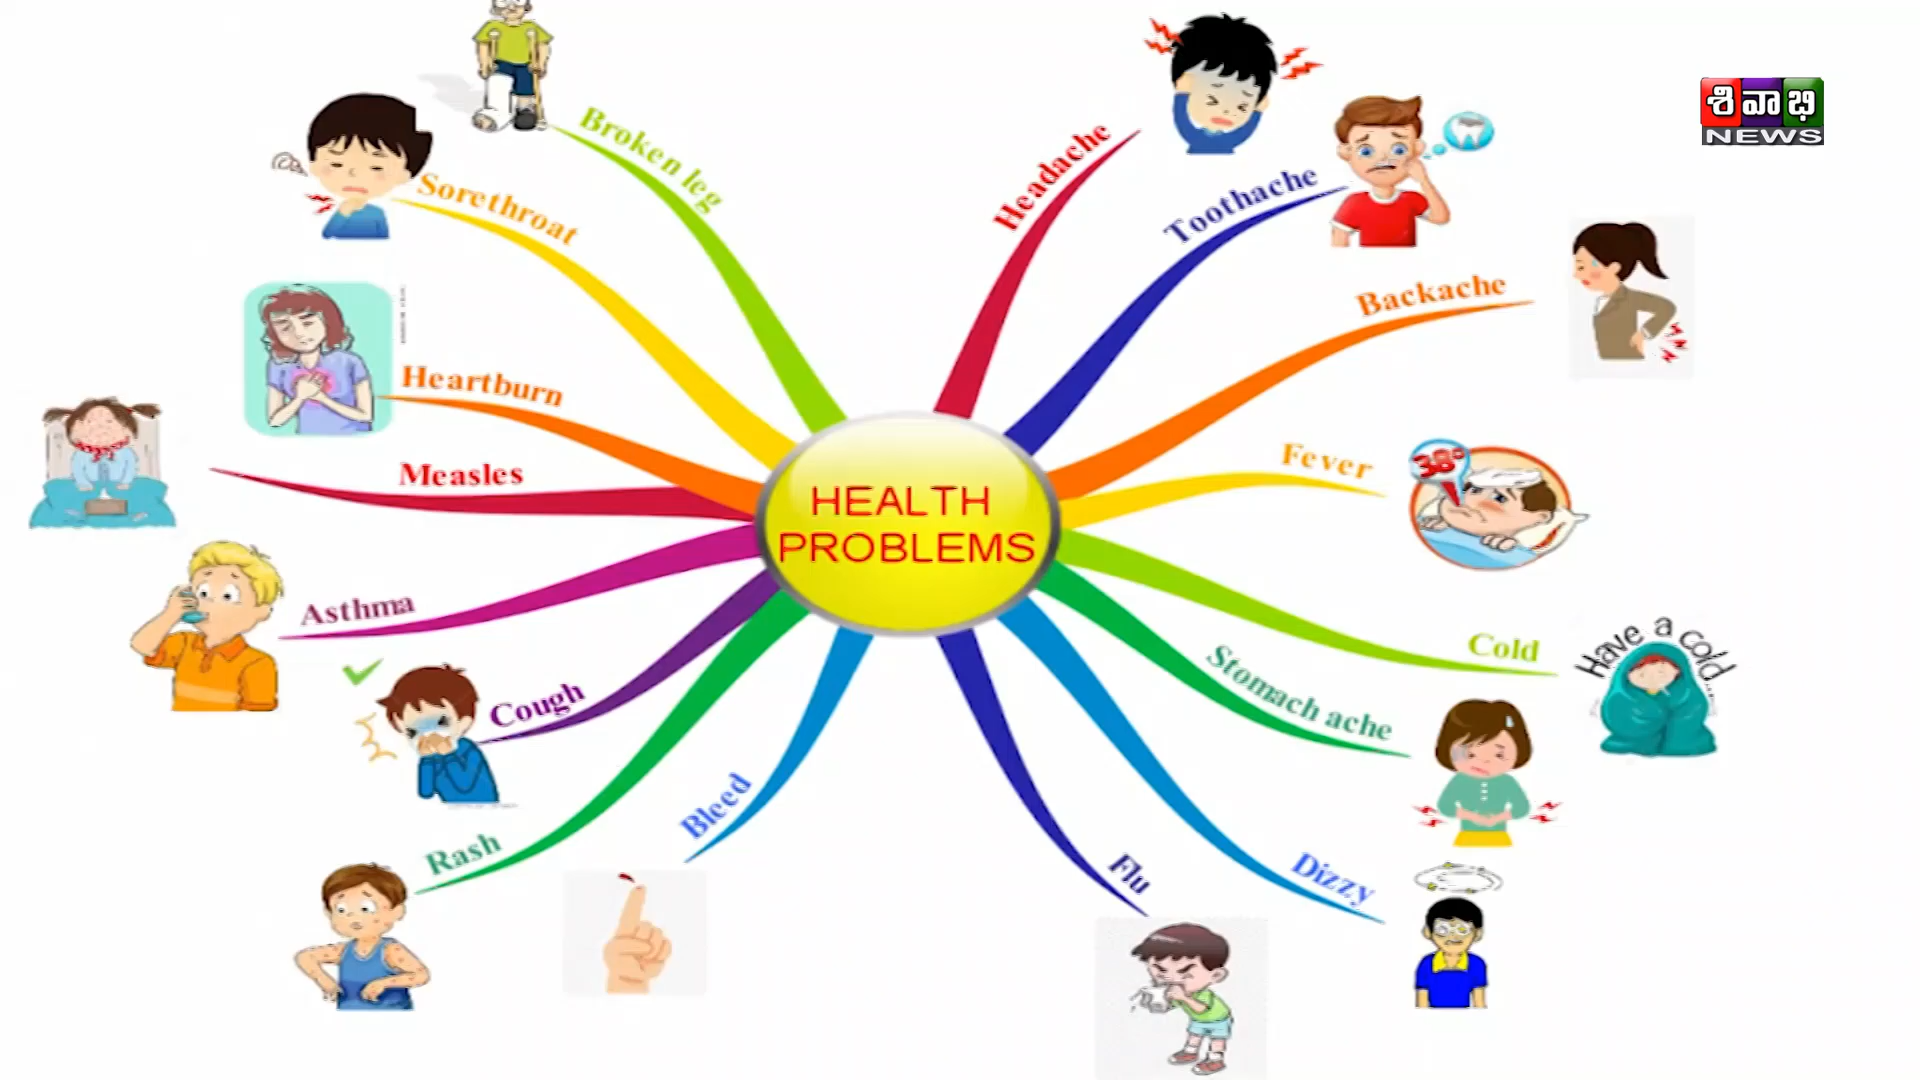 శివాభి
NEWS
Broken leg
Sorethroat
Heartburn
Measles
Asthma
Cough
Rash
Bleed
Headache
Toothache
Backache
Fever
38°
Cold
Have a cold
Stomach ache
Dizzy
Flu
HEALTH
PROBLEMS